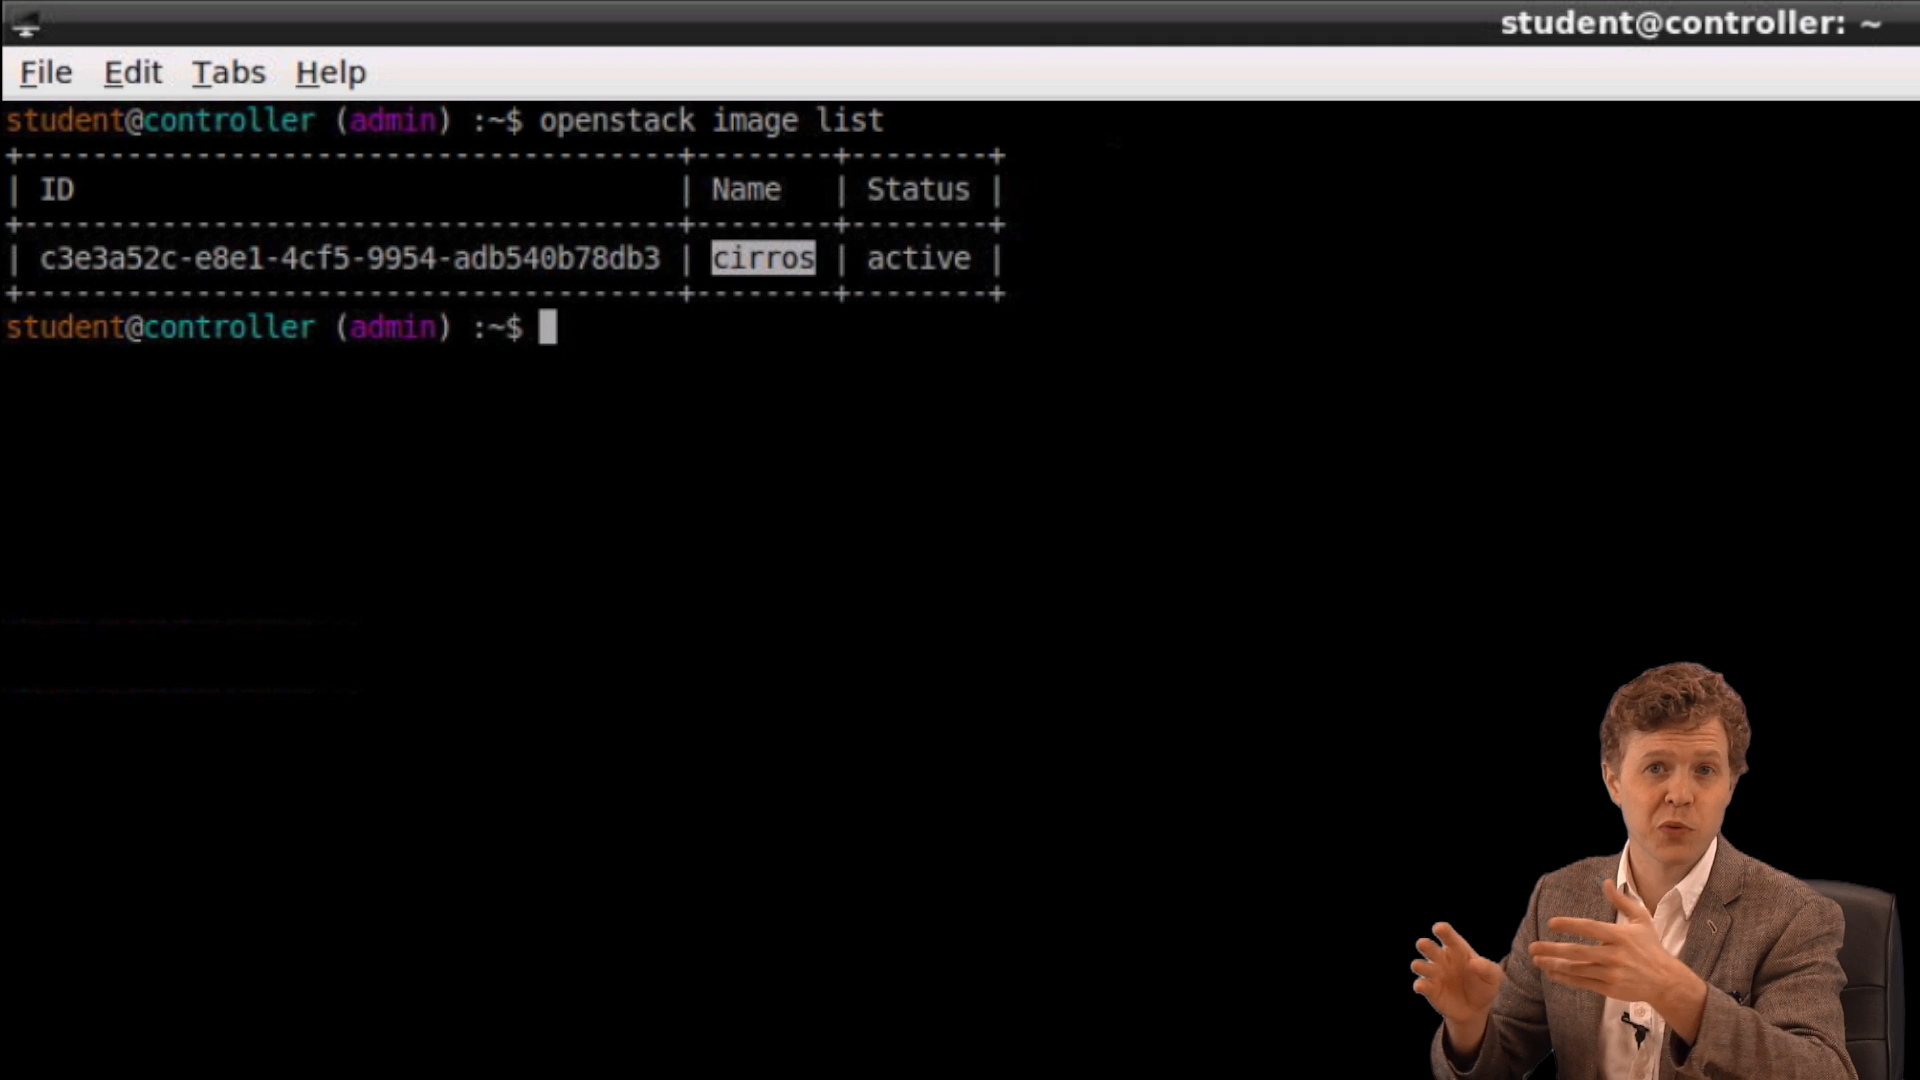 student@controller: ~
File Edit Tabs Help
student@controller (admin) :~$ openstack image list
+--------------------------------------+--------+--------+
| ID                                   | Name   | Status |
+--------------------------------------+--------+--------+
| c3e3a52c-e8e1-4cf5-9954-adb540b78db3 | cirros | active |
+--------------------------------------+--------+--------+
student@controller (admin) :~$